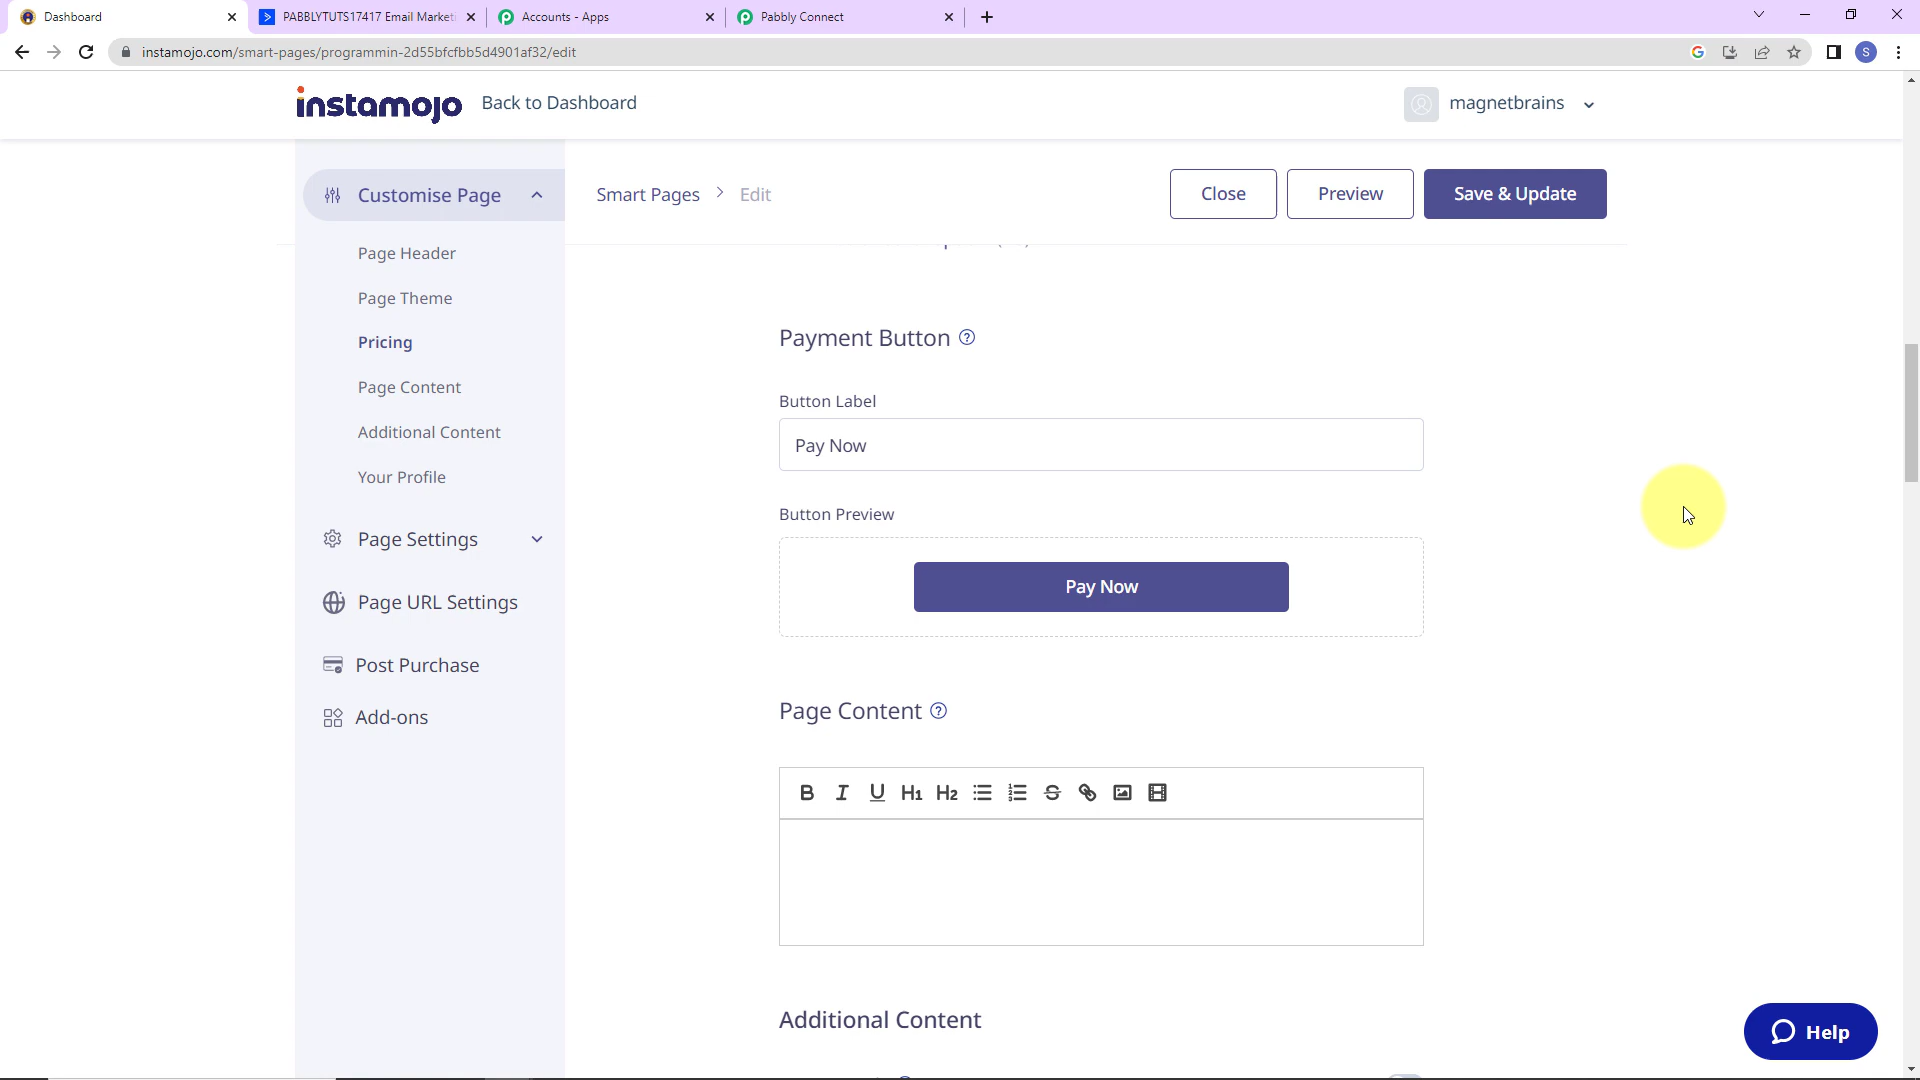 Dashboard
PABBLYTUTS17417 Email Marketi
Accounts - Apps
Pabbly Connect
instamojo.com/smart-pages/programmin-2d55bfcfbb5d4901af32/edit
S
instamojo
Back to Dashboard
magnetbrains
Customise Page
Smart Pages > Edit
Close
Preview
Save & Update
Page Header
Page Theme
Pricing
Page Content
Additional Content
Your Profile
Page Settings
Page URL Settings
Post Purchase
Add-ons
Payment Button ?
Button Label
Pay Now
Button Preview
Pay Now
Page Content ?
B I U H1 H2 S
Additional Content
Help